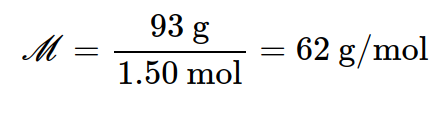 ℳ = 93 g / 1.50 mol = 62 g/mol